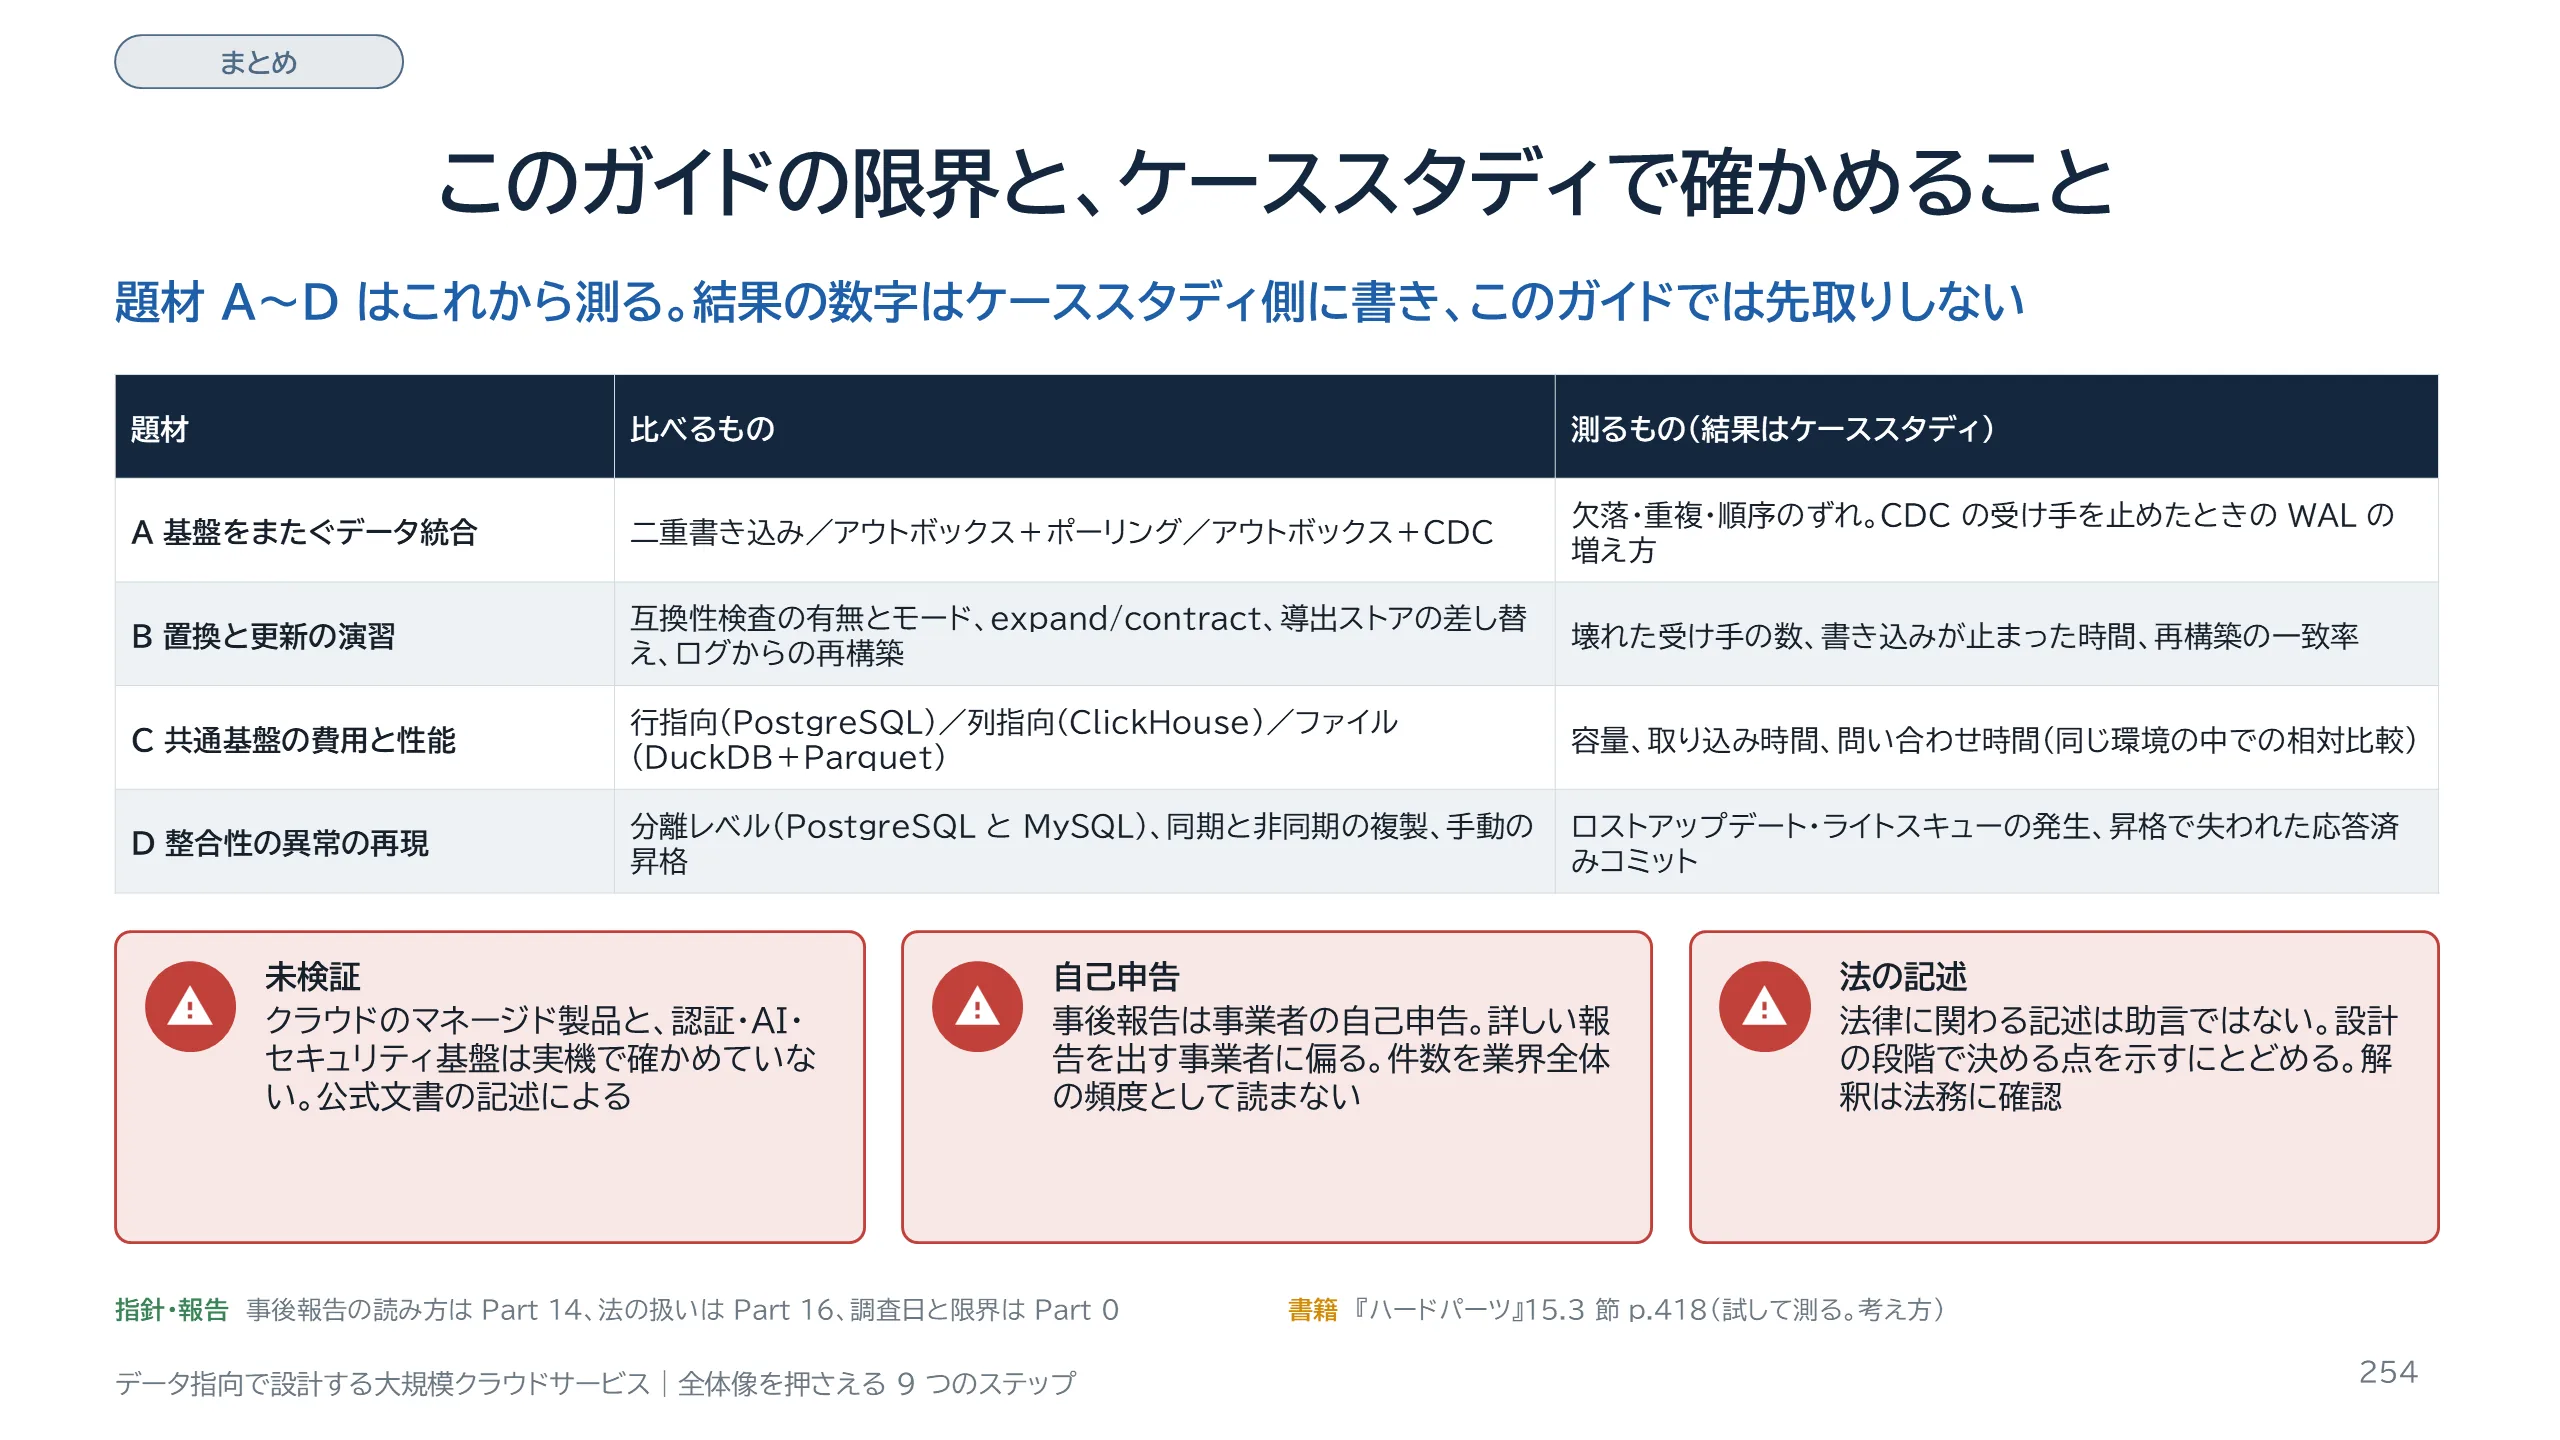 まとめ
このガイドの限界と、ケーススタディで確かめること
題材 A～D はこれから測る。結果の数字はケーススタディ側に書き、このガイドでは先取りしない
題材
比べるもの
測るもの（結果はケーススタディ）
A 基盤をまたぐデータ統合
二重書き込み／アウトボックス＋ポーリング／アウトボックス＋CDC
欠落・重複・順序のずれ。CDC の受け手を止めたときの WAL の
増え方
B 置換と更新の演習
互換性検査の有無とモード、expand/contract、導出ストアの差し替
え、ログからの再構築
壊れた受け手の数、書き込みが止まった時間、再構築の一致率
C 共通基盤の費用と性能
行指向（PostgreSQL）／列指向（ClickHouse）／ファイル
（DuckDB＋Parquet）
容量、取り込み時間、問い合わせ時間（同じ環境の中での相対比較）
D 整合性の異常の再現
分離レベル（PostgreSQL と MySQL）、同期と非同期の複製、手動の
昇格
ロストアップデート・ライトスキューの発生、昇格で失われた応答済
みコミット
未検証
クラウドのマネージド製品と、認証・AI・
セキュリティ基盤は実機で確かめていな
い。公式文書の記述による
自己申告
事後報告は事業者の自己申告。詳しい報
告を出す事業者に偏る。件数を業界全体
の頻度として読まない
法の記述
法律に関わる記述は助言ではない。設計
の段階で決める点を示すにとどめる。解
釈は法務に確認
指針・報告 事後報告の読み方は Part 14、法の扱いは Part 16、調査日と限界は Part 0
書籍 『ハードパーツ』15.3 節 p.418（試して測る。考え方）
データ指向で設計する大規模クラウドサービス｜全体像を押さえる 9 つのステップ
254